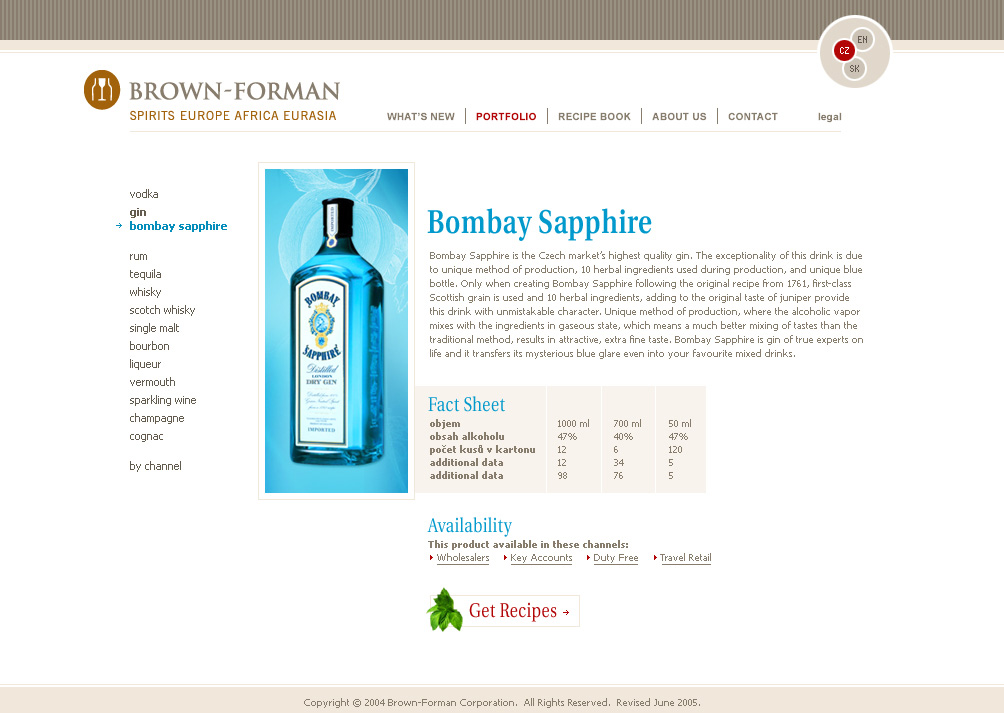 EN
CZ
SK
BROWN-FORMAN
SPIRITS EUROPE AFRICA EURASIA
WHAT'S NEW
PORTFOLIO
RECIPE BOOK
ABOUT US
CONTACT
legal
vodka
gin
bombay sapphire
rum
tequila
whisky
scotch whisky
single malt
bourbon
liqueur
vermouth
sparkling wine
champagne
cognac
by channel
IMPORTED
BOMBAY
SAPPHIRE
Distilled
LONDON
DRY GIN
IMPORTED
Bombay Sapphire
Bombay Sapphire is the Czech market's highest quality gin. The exceptionality of this drink is due
to unique method of production, 10 herbal ingredients used during production, and unique blue
bottle. Only when creating Bombay Sapphire following the original recipe from 1761, first-class
Scottish grain is used and 10 herbal ingredients, adding to the original taste of juniper provide
this drink with unmistakable character. Unique method of production, where the alcoholic vapor
mixes with the ingredients in gaseous state, which means a much better mixing of tastes than the
traditional method, results in attractive, extra fine taste. Bombay Sapphire is gin of true experts on
life and it transfers its mysterious blue glare even into your favourite mixed drinks.
Fact Sheet
objem 1000 ml 700 ml 50 ml
obsah alkoholu 47% 40% 47%
počet kusů v kartonu 12 6 120
additional data 12 34 5
additional data 98 76 5
Availability
This product available in these channels:
Wholesalers Key Accounts Duty Free Travel Retail
Get Recipes
Copyright © 2004 Brown-Forman Corporation. All Rights Reserved. Revised June 2005.